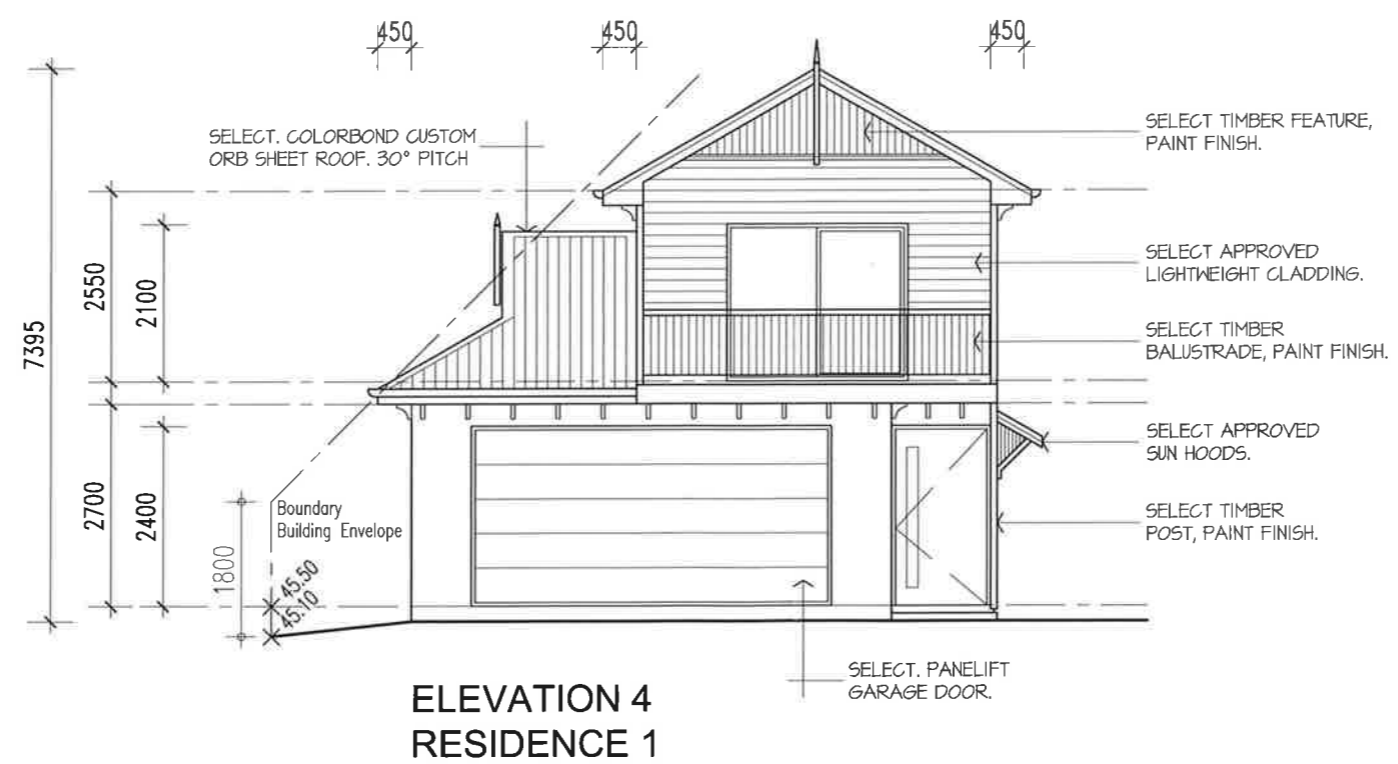 450
450
450
SELECT. COLORBOND CUSTOM
ORB SHEET ROOF. 30° PITCH
SELECT TIMBER FEATURE,
PAINT FINISH.
SELECT APPROVED
LIGHTWEIGHT CLADDING.
SELECT TIMBER
BALUSTRADE, PAINT FINISH.
SELECT APPROVED
SUN HOODS.
SELECT TIMBER
POST, PAINT FINISH.
7395
2550
2100
2700
2400
1800
Boundary
Building Envelope
45.50
45.10
SELECT. PANELIFT
GARAGE DOOR.
ELEVATION 4
RESIDENCE 1